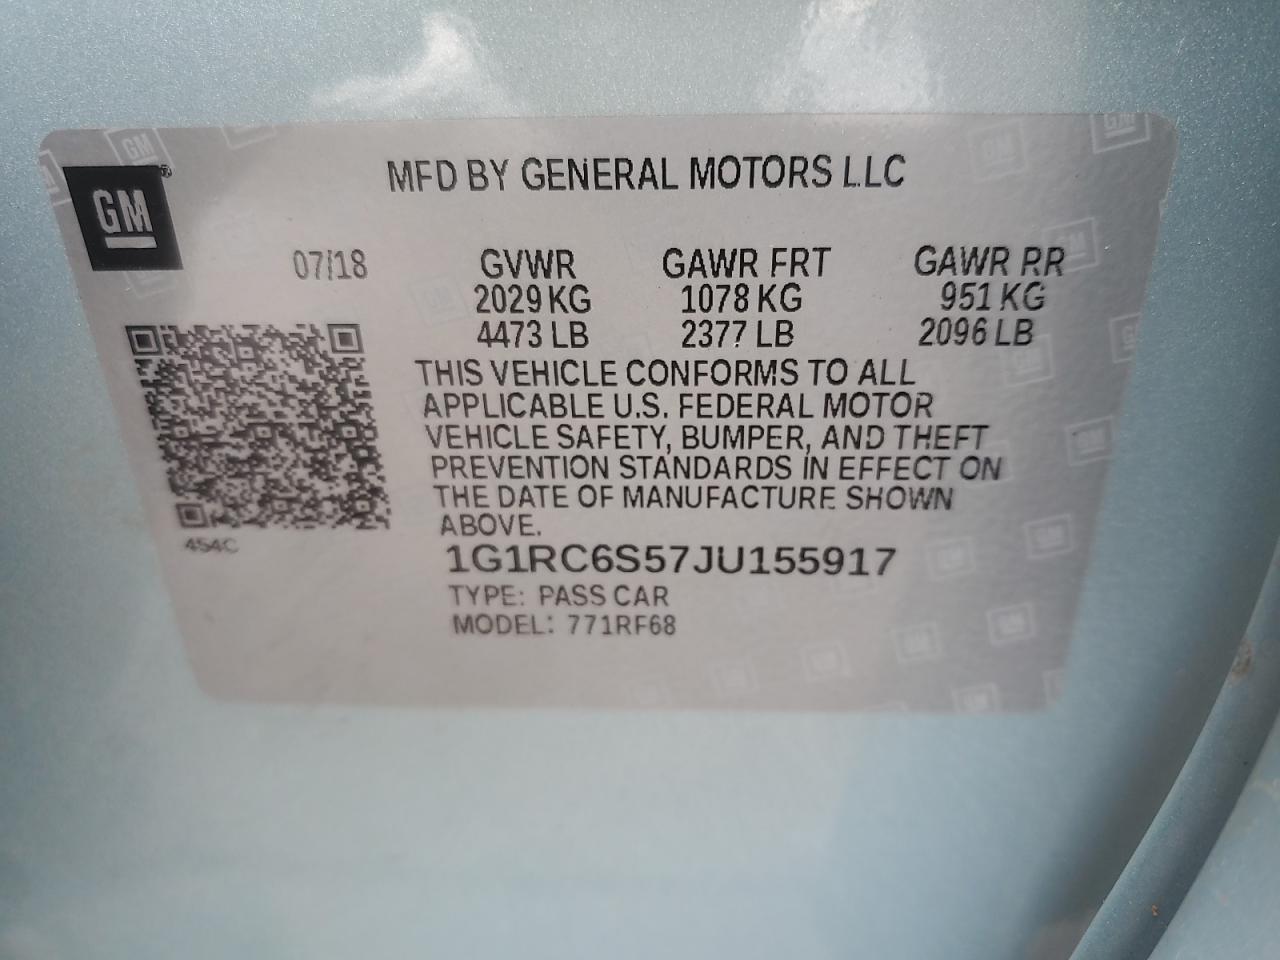 MFD BY GENERAL MOTORS LLC
GM
07/18 GVWR GAWR FRT GAWR RR
2029 KG 1078 KG 951 KG
4473 LB 2377 LB 2096 LB
THIS VEHICLE CONFORMS TO ALL
APPLICABLE U.S. FEDERAL MOTOR
VEHICLE SAFETY, BUMPER, AND THEFT
PREVENTION STANDARDS IN EFFECT ON
THE DATE OF MANUFACTURE SHOWN
ABOVE.
454C
1G1RC6S57JU155917
TYPE: PASS CAR
MODEL: 771RF68